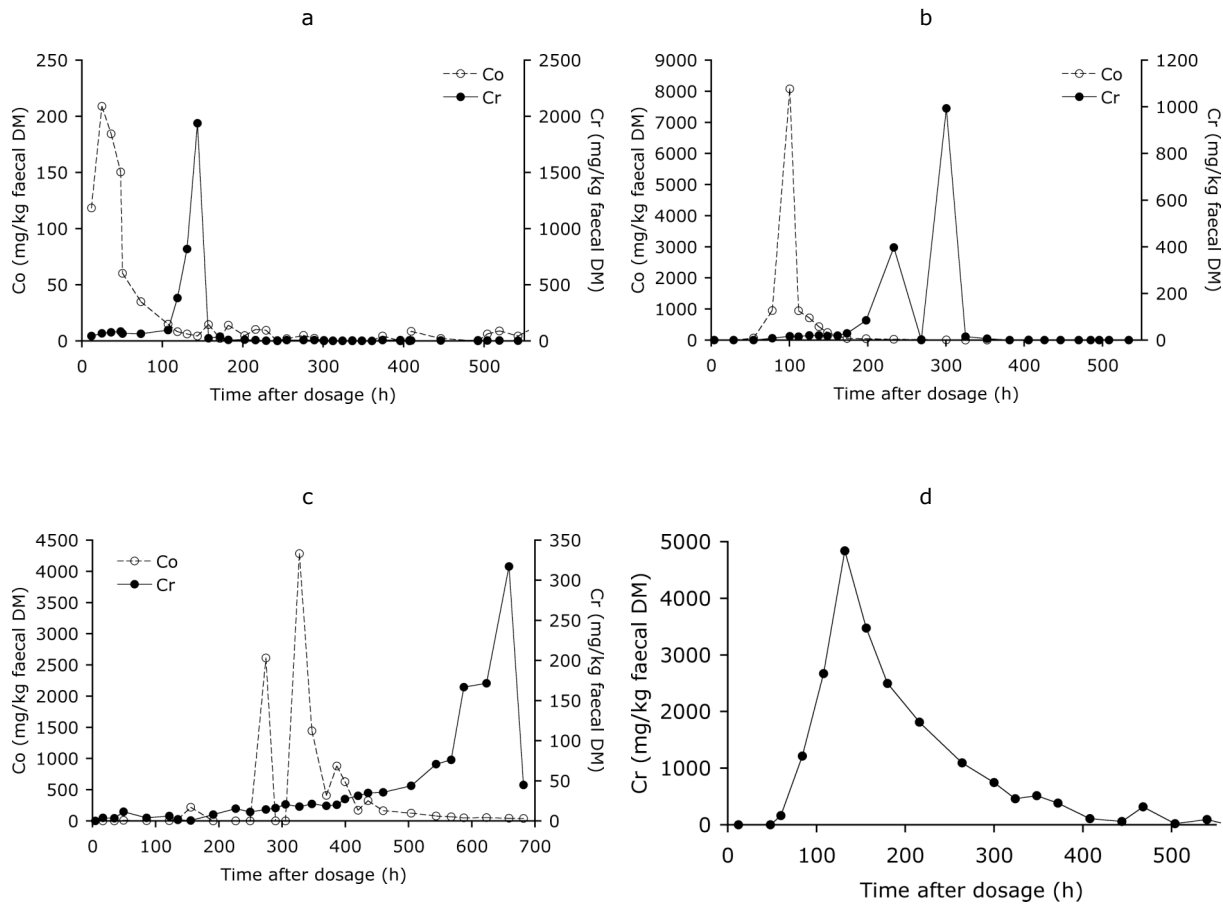 a
250
200
150
100
50
0
Co (mg/kg faecal DM)
2500
2000
1500
1000
500
0
Cr (mg/kg faecal DM)
Co
Cr
0 100 200 300 400 500
Time after dosage (h)
b
9000
8000
7000
6000
5000
4000
3000
2000
1000
0
Co (mg/kg faecal DM)
1200
1000
800
600
400
200
0
Cr (mg/kg faecal DM)
Co
Cr
0 100 200 300 400 500
Time after dosage (h)
c
4500
4000
3500
3000
2500
2000
1500
1000
500
0
Co (mg/kg faecal DM)
350
300
250
200
150
100
50
0
Cr (mg/kg faecal DM)
Co
Cr
0 100 200 300 400 500 600 700
Time after dosage (h)
d
5000
4000
3000
2000
1000
0
Cr (mg/kg faecal DM)
0 100 200 300 400 500
Time after dosage (h)